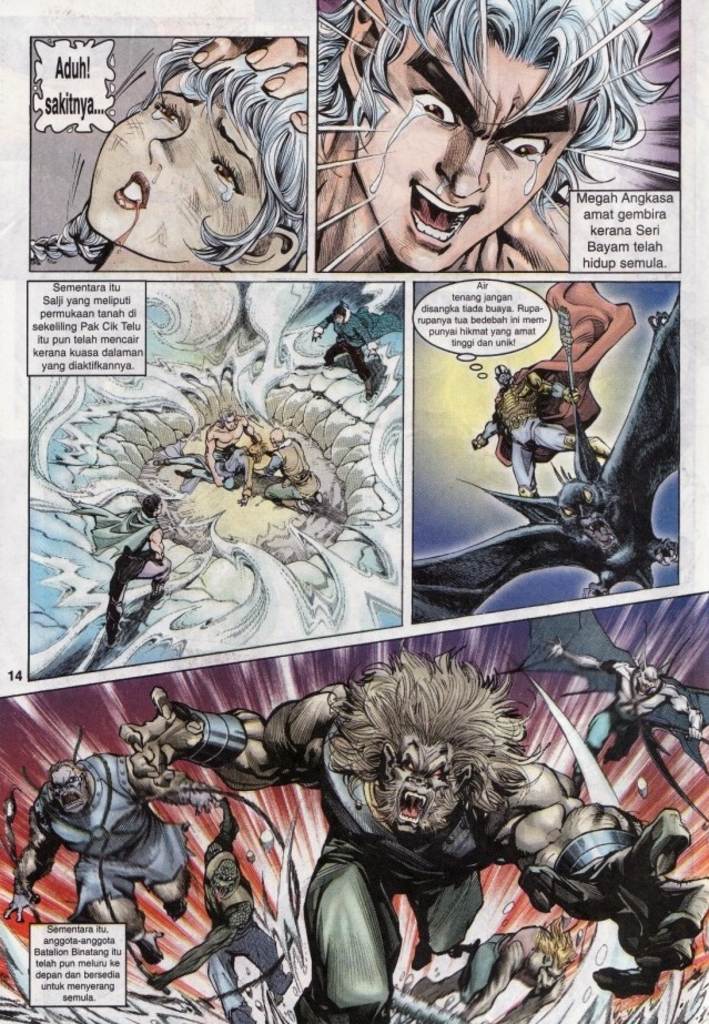 Aduh!
sakitnya...
Megah Angkasa
amat gembira
kerana Seri
Bayam telah
hidup semula.
Sementara itu
Salji yang meliputi
permukaan tanah di
sekeliling Pak Cik Telu
itu pun telah mencair
kerana kuasa dalaman
yang diaktifkannya.
Air
tenang jangan
disangka tiada buaya. Rupa-
rupanya tua bedebah ini mem-
punyai hikmat yang amat
tinggi dan unik!
14
Sementara itu,
anggota-anggota
Batalion Binatang itu
telah pun meluru ke
depan dan bersedia
untuk menyerang
semula.